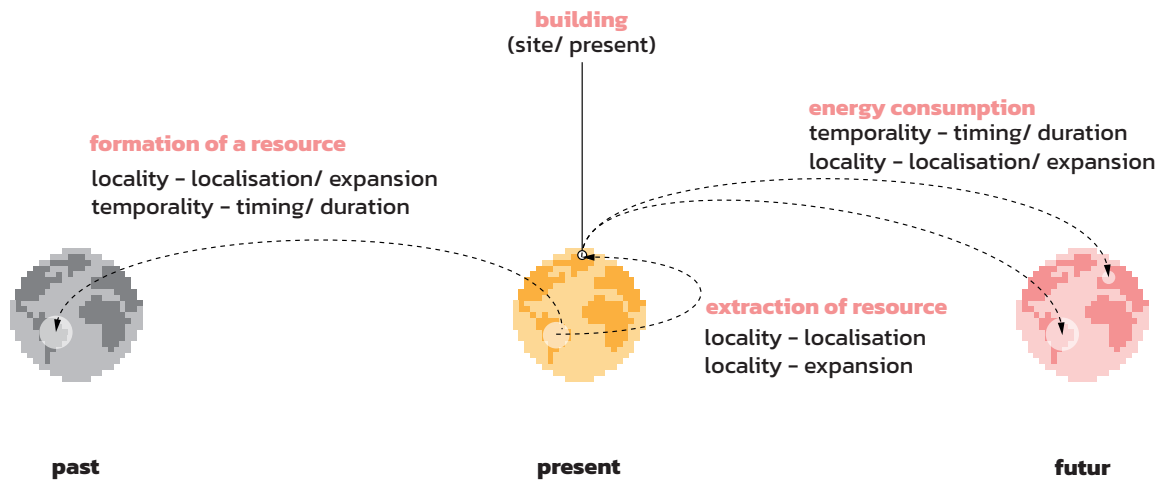 building
(site/ present)
formation of a resource
locality - localisation/ expansion
temporality - timing/ duration
energy consumption
temporality - timing/ duration
locality - localisation/ expansion
extraction of resource
locality - localisation
locality - expansion
past
present
futur